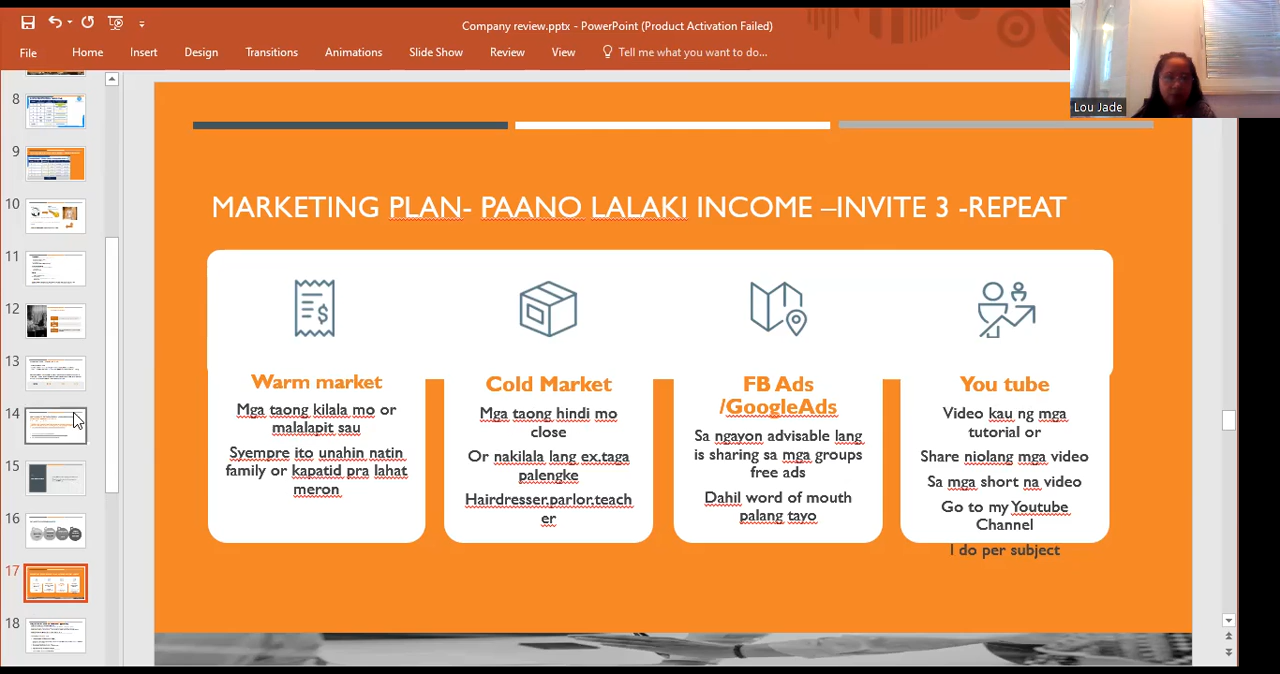 Company review.pptx - PowerPoint (Product Activation Failed)
File Home Insert Design Transitions Animations Slide Show Review View Tell me what you want to do...
Lou Jade
8
9
10
11
12
13
14
15
16
17
18
MARKETING PLAN- PAANO LALAKI INCOME –INVITE 3 -REPEAT
Warm market
Mga taong kilala mo or
malalapit sau
Syempre ito unahin natin
family or kapatid pra lahat
meron
Cold Market
Mga taong hindi mo
close
Or nakilala lang ex.taga
palengke
Hairdresser.parlor.teach
er
FB Ads
/GoogleAds
Sa ngayon advisable lang
is sharing sa mga groups
free ads
Dahil word of mouth
palang tayo
You tube
Video kau ng mga
tutorial or
Share niolang mga video
Sa mga short na video
Go to my Youtube
Channel
I do per subject